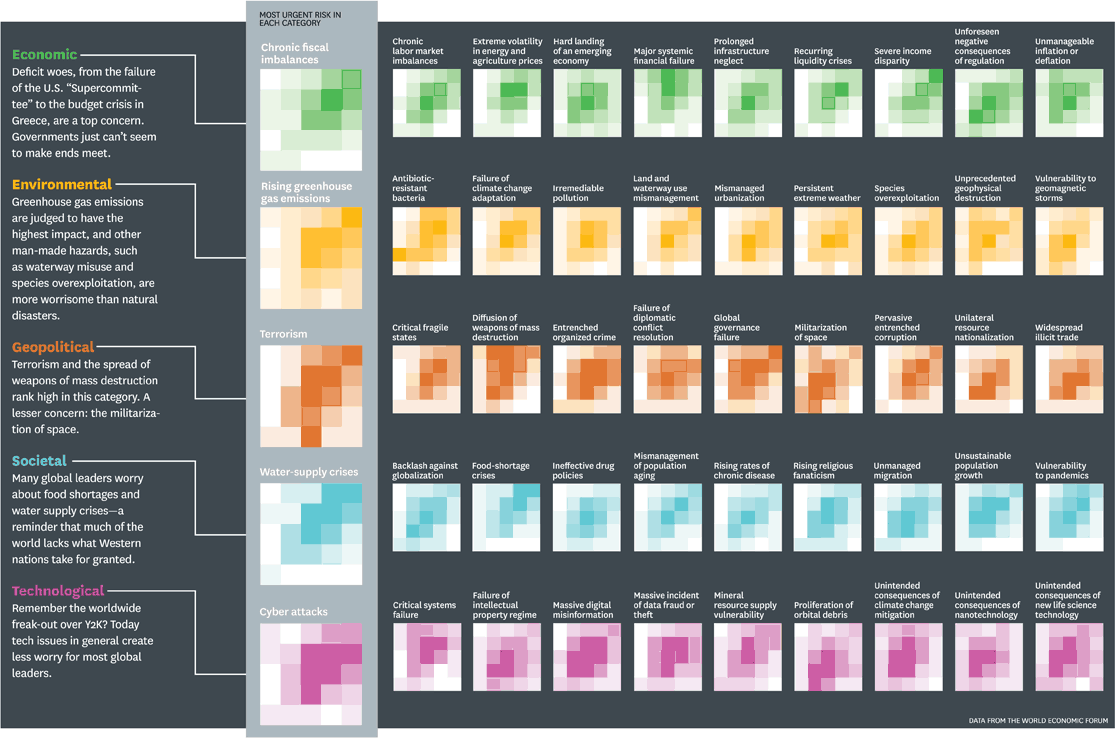 MOST URGENT RISK IN
EACH CATEGORY
Economic
Deficit woes, from the failure
of the U.S. “Supercommit-
tee” to the budget crisis in
Greece, are a top concern.
Governments just can’t seem
to make ends meet.
Chronic fiscal
imbalances
Chronic
labor market
imbalances
Extreme volatility
in energy and
agriculture prices
Hard landing
of an emerging
economy
Major systemic
financial failure
Prolonged
infrastructure
neglect
Recurring
liquidity crises
Severe income
disparity
Unforeseen
negative
consequences
of regulation
Unmanageable
inflation or
deflation
Environmental
Greenhouse gas emissions
are judged to have the
highest impact, and other
man-made hazards, such
as waterway misuse and
species overexploitation, are
more worrisome than natural
disasters.
Rising greenhouse
gas emissions
Antibiotic-
resistant
bacteria
Failure of
climate change
adaptation
Irremediable
pollution
Land and
waterway use
mismanagement
Mismanaged
urbanization
Persistent
extreme weather
Species
overexploitation
Unprecedented
geophysical
destruction
Vulnerability to
geomagnetic
storms
Geopolitical
Terrorism and the spread of
weapons of mass destruction
rank high in this category. A
lesser concern: the militariza-
tion of space.
Terrorism
Critical fragile
states
Diffusion of
weapons of mass
destruction
Entrenched
organized crime
Failure of
diplomatic
conflict
resolution
Global
governance
failure
Militarization
of space
Pervasive
entrenched
corruption
Unilateral
resource
nationalization
Widespread
illicit trade
Societal
Many global leaders worry
about food shortages and
water supply crises—a
reminder that much of the
world lacks what Western
nations take for granted.
Water-supply crises
Backlash against
globalization
Food-shortage
crises
Ineffective drug
policies
Mismanagement
of population
aging
Rising rates of
chronic disease
Rising religious
fanaticism
Unmanaged
migration
Unsustainable
population
growth
Vulnerability
to pandemics
Technological
Remember the worldwide
freak-out over Y2K? Today
tech issues in general create
less worry for most global
leaders.
Cyber attacks
Critical systems
failure
Failure of
intellectual
property regime
Massive digital
misinformation
Massive incident
of data fraud or
theft
Mineral
resource supply
vulnerability
Proliferation of
orbital debris
Unintended
consequences of
climate change
mitigation
Unintended
consequences of
nanotechnology
Unintended
consequences of
new life science
technology
DATA FROM THE WORLD ECONOMIC FORUM